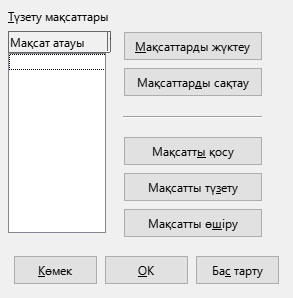 Түзету мақсаттары
Мақсат атауы
Мақсаттарды жүктеу
Мақсаттарды сақтау
Мақсатты қосу
Мақсатты түзету
Мақсатты өшіру
Көмек
OK
Бас тарту